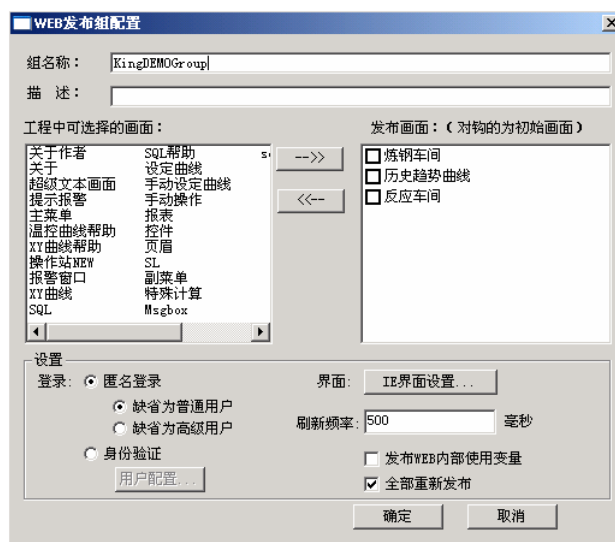 WEB发布组配置
组名称： KingDEMOGroup
描 述：
工程中可选择的画面： 发布画面：（对钩的为初始画面）
关于作者 SQL帮助
关于 设定曲线
超级文本画面 手动设定曲线
提示报警 手动操作
主菜单 报表
温控曲线帮助 控件
XY曲线帮助 页眉
操作站NEW SL
报警窗口 副菜单
XY曲线 特殊计算
SQL Msgbox
-->>
<<--
炼钢车间
历史趋势曲线
反应车间
设置
登录: 匿名登录
缺省为普通用户
缺省为高级用户
身份验证
用户配置...
界面: IE界面设置...
刷新频率: 500 毫秒
发布WEB内部使用变量
全部重新发布
确定 取消